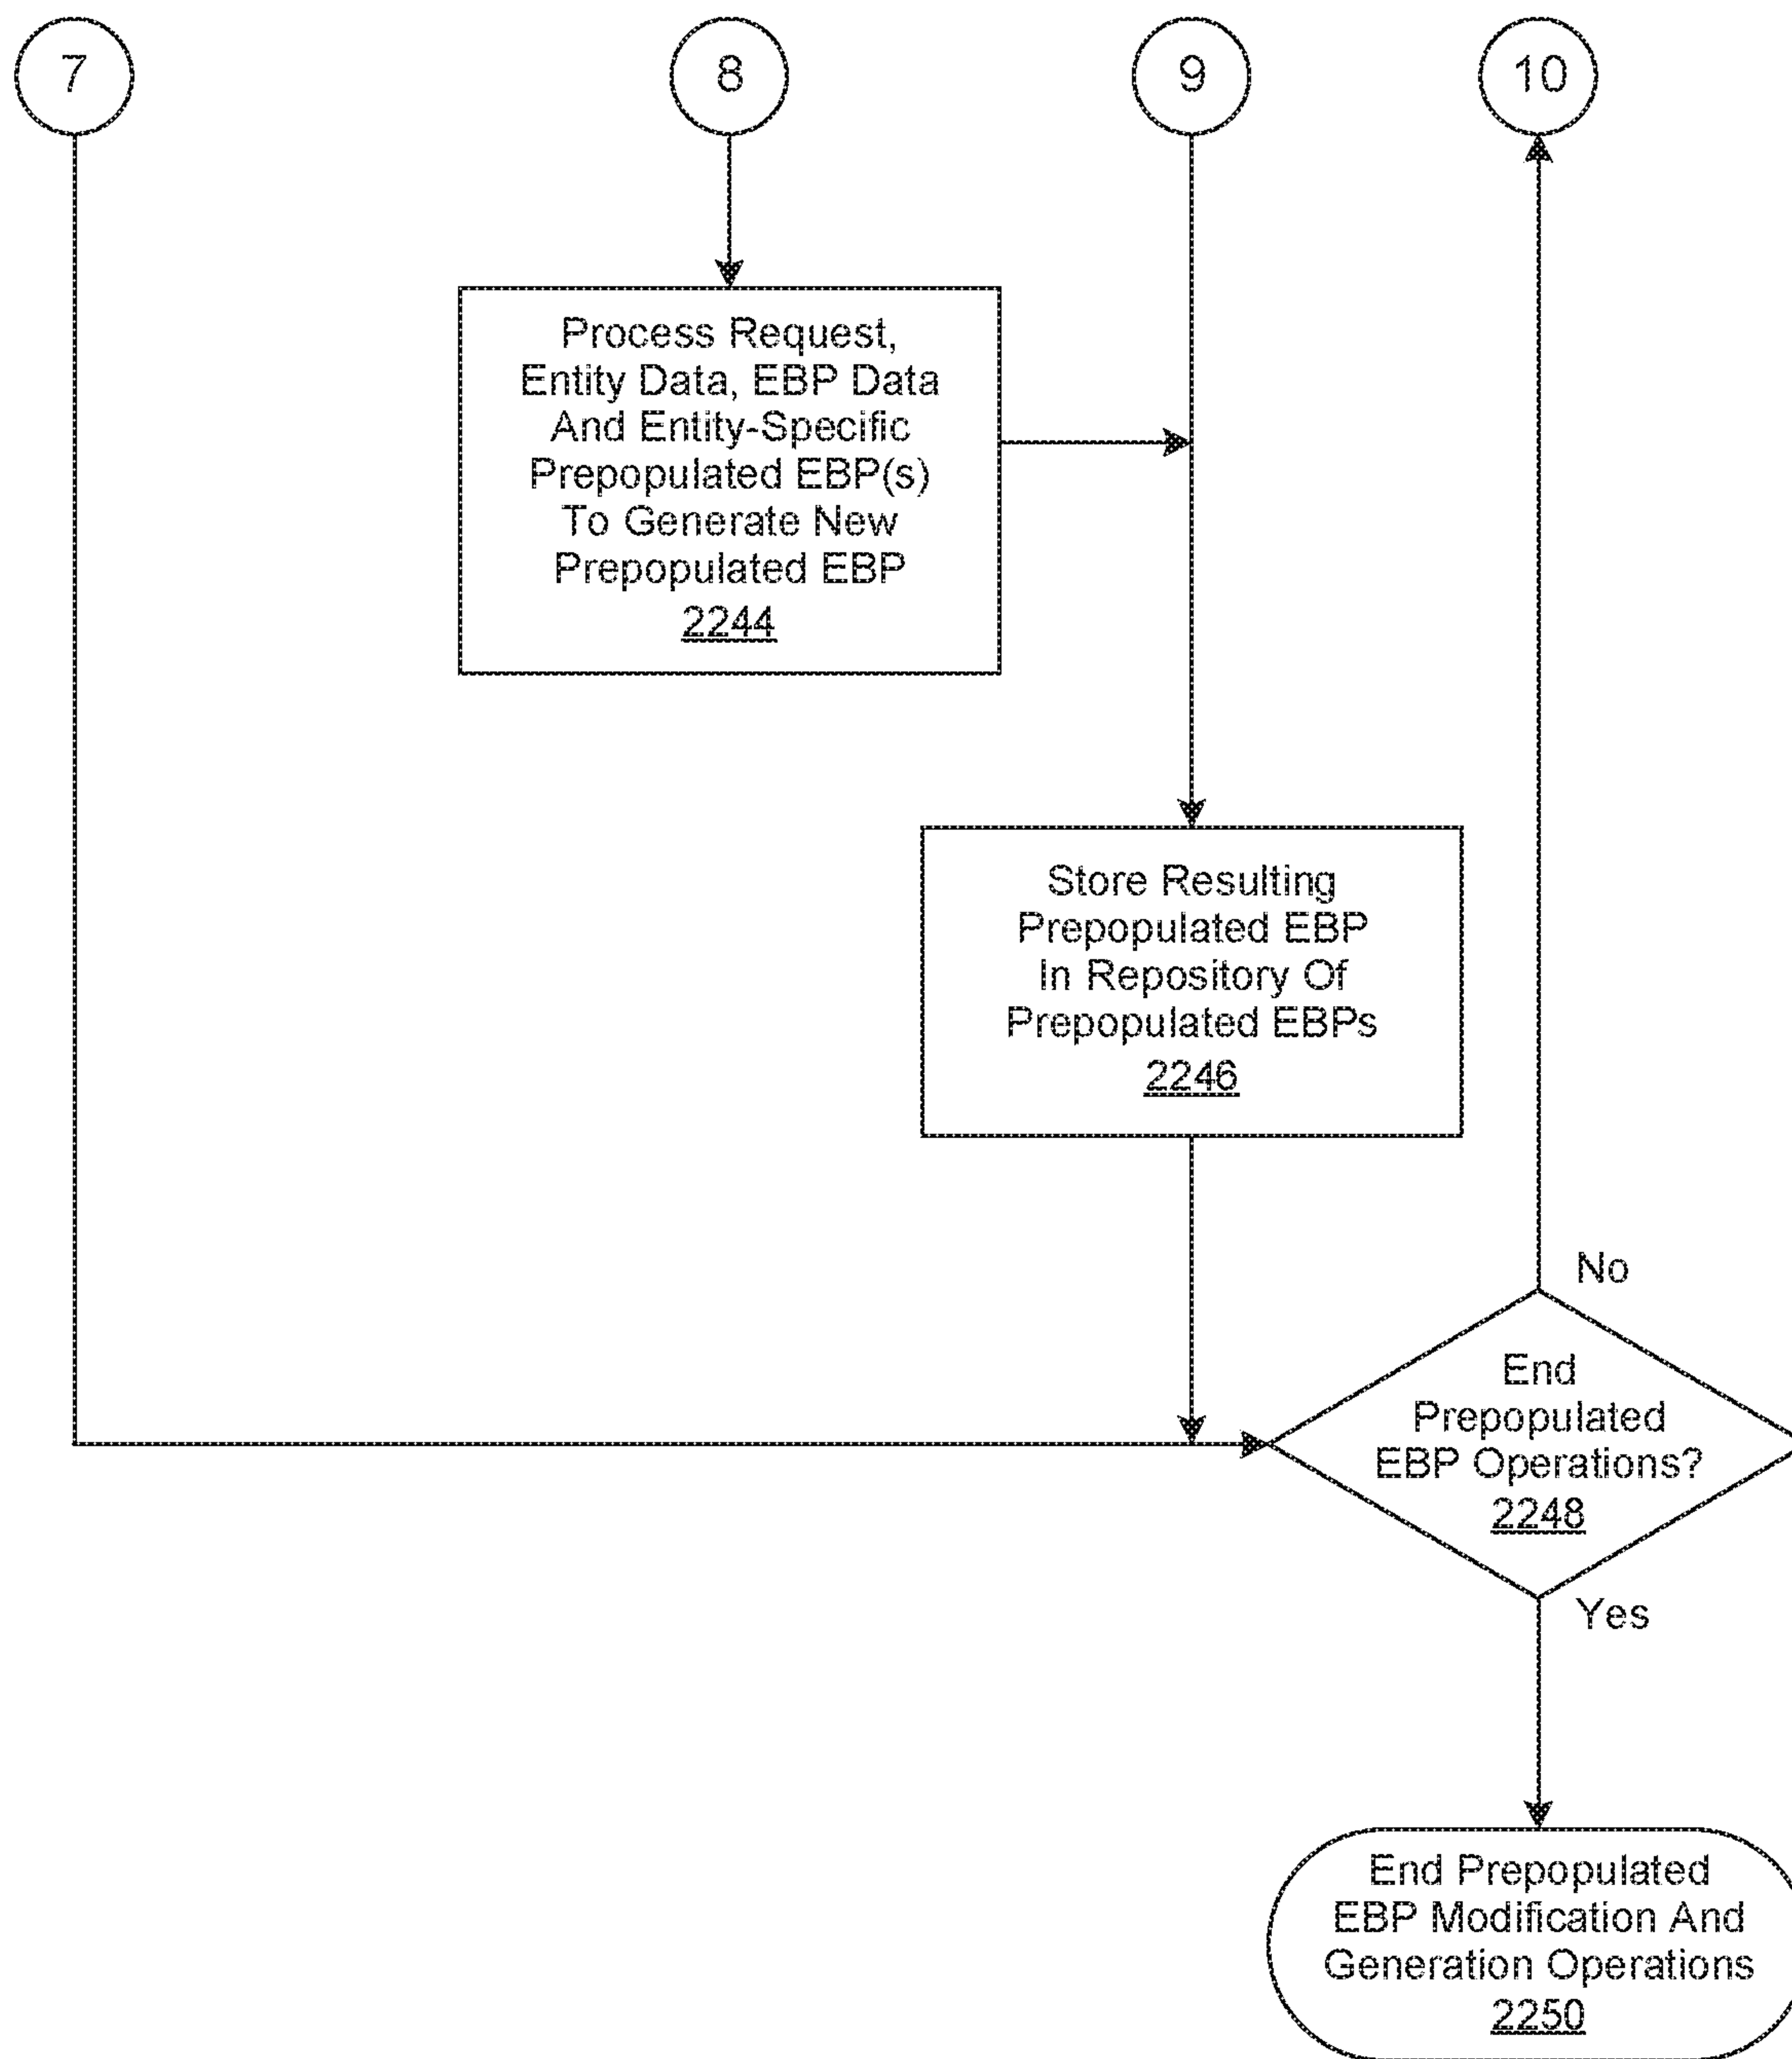 7
8
9
10
Process Request,
Entity Data, EBP Data
And Entity-Specific
Prepopulated EBP(s)
To Generate New
Prepopulated EBP
2244
Store Resulting
Prepopulated EBP
In Repository Of
Prepopulated EBPs
2246
No
End
Prepopulated
EBP Operations?
2248
Yes
End Prepopulated
EBP Modification And
Generation Operations
2250